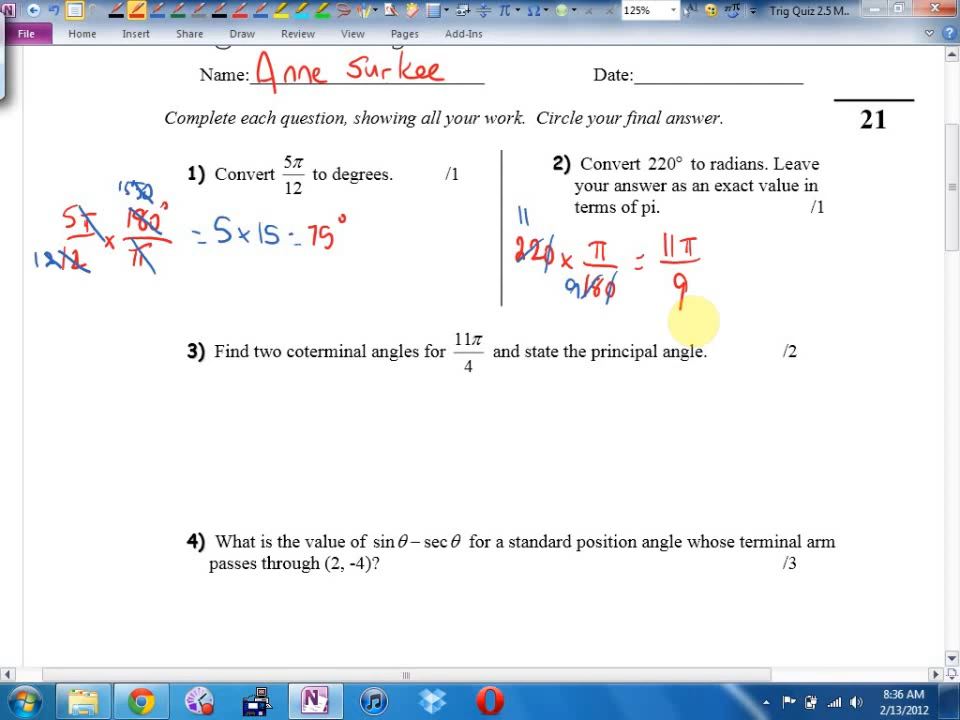 125%
Trig Quiz 2.5 M...
File Home Insert Share Draw Review View Pages Add-Ins
Name: Anne Surkee Date:
Complete each question, showing all your work. Circle your final answer.
21
1) Convert 5π/12 to degrees. /1
5π/12 × 180°/π = 5 × 15 = 75°
15
12
2) Convert 220° to radians. Leave
your answer as an exact value in
terms of pi. /1
11
220 × π/180 = 11π/9
9
3) Find two coterminal angles for 11π/4 and state the principal angle. /2
4) What is the value of sin θ – sec θ for a standard position angle whose terminal arm
passes through (2, -4)? /3
8:36 AM
2/13/2012